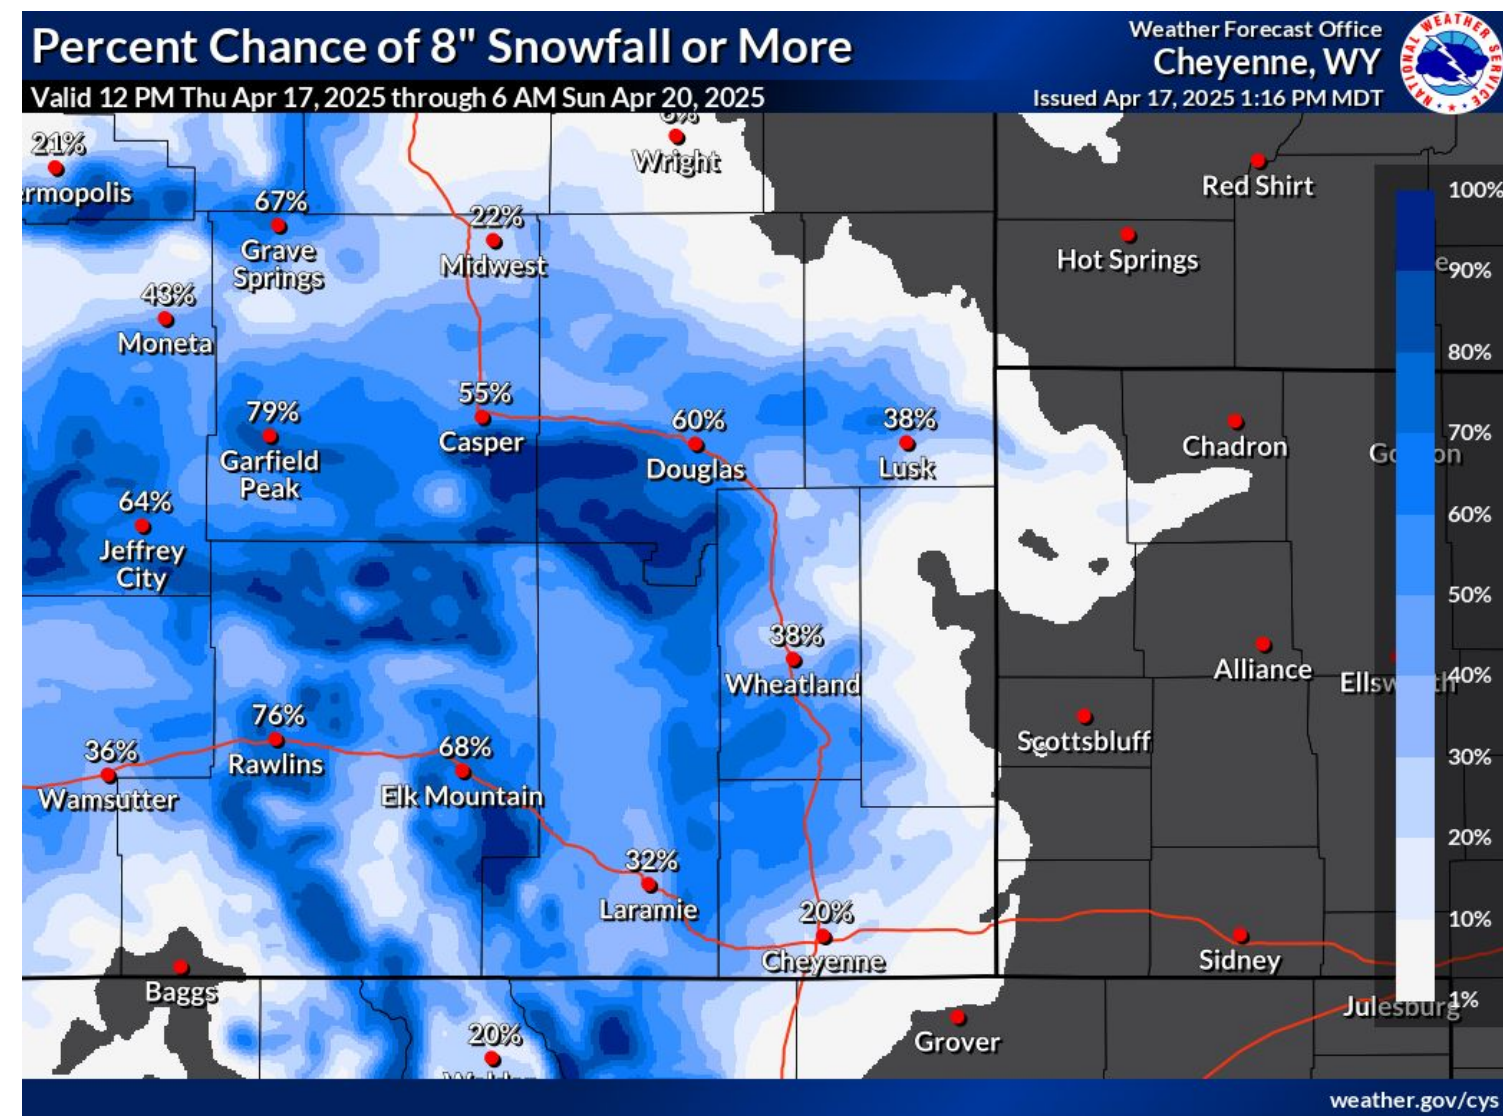 Percent Chance of 8" Snowfall or More
Valid 12 PM Thu Apr 17, 2025 through 6 AM Sun Apr 20, 2025
Weather Forecast Office
Cheyenne, WY
Issued Apr 17, 2025 1:16 PM MDT
NATIONAL WEATHER SERVICE
21%
ermopolis
6%
Wright
Red Shirt
67%
Grave
Springs
22%
Midwest
Hot Springs
43%
Moneta
79%
Garfield
Peak
55%
Casper
60%
Douglas
38%
Lusk
Chadron
64%
Jeffrey
City
38%
Wheatland
Alliance
Scottsbluff
36%
Wamsutter
76%
Rawlins
68%
Elk Mountain
32%
Laramie
20%
Cheyenne
Sidney
Baggs
20%
Grover
Julesburg
100%
90%
80%
70%
60%
50%
40%
30%
20%
10%
1%
weather.gov/cys